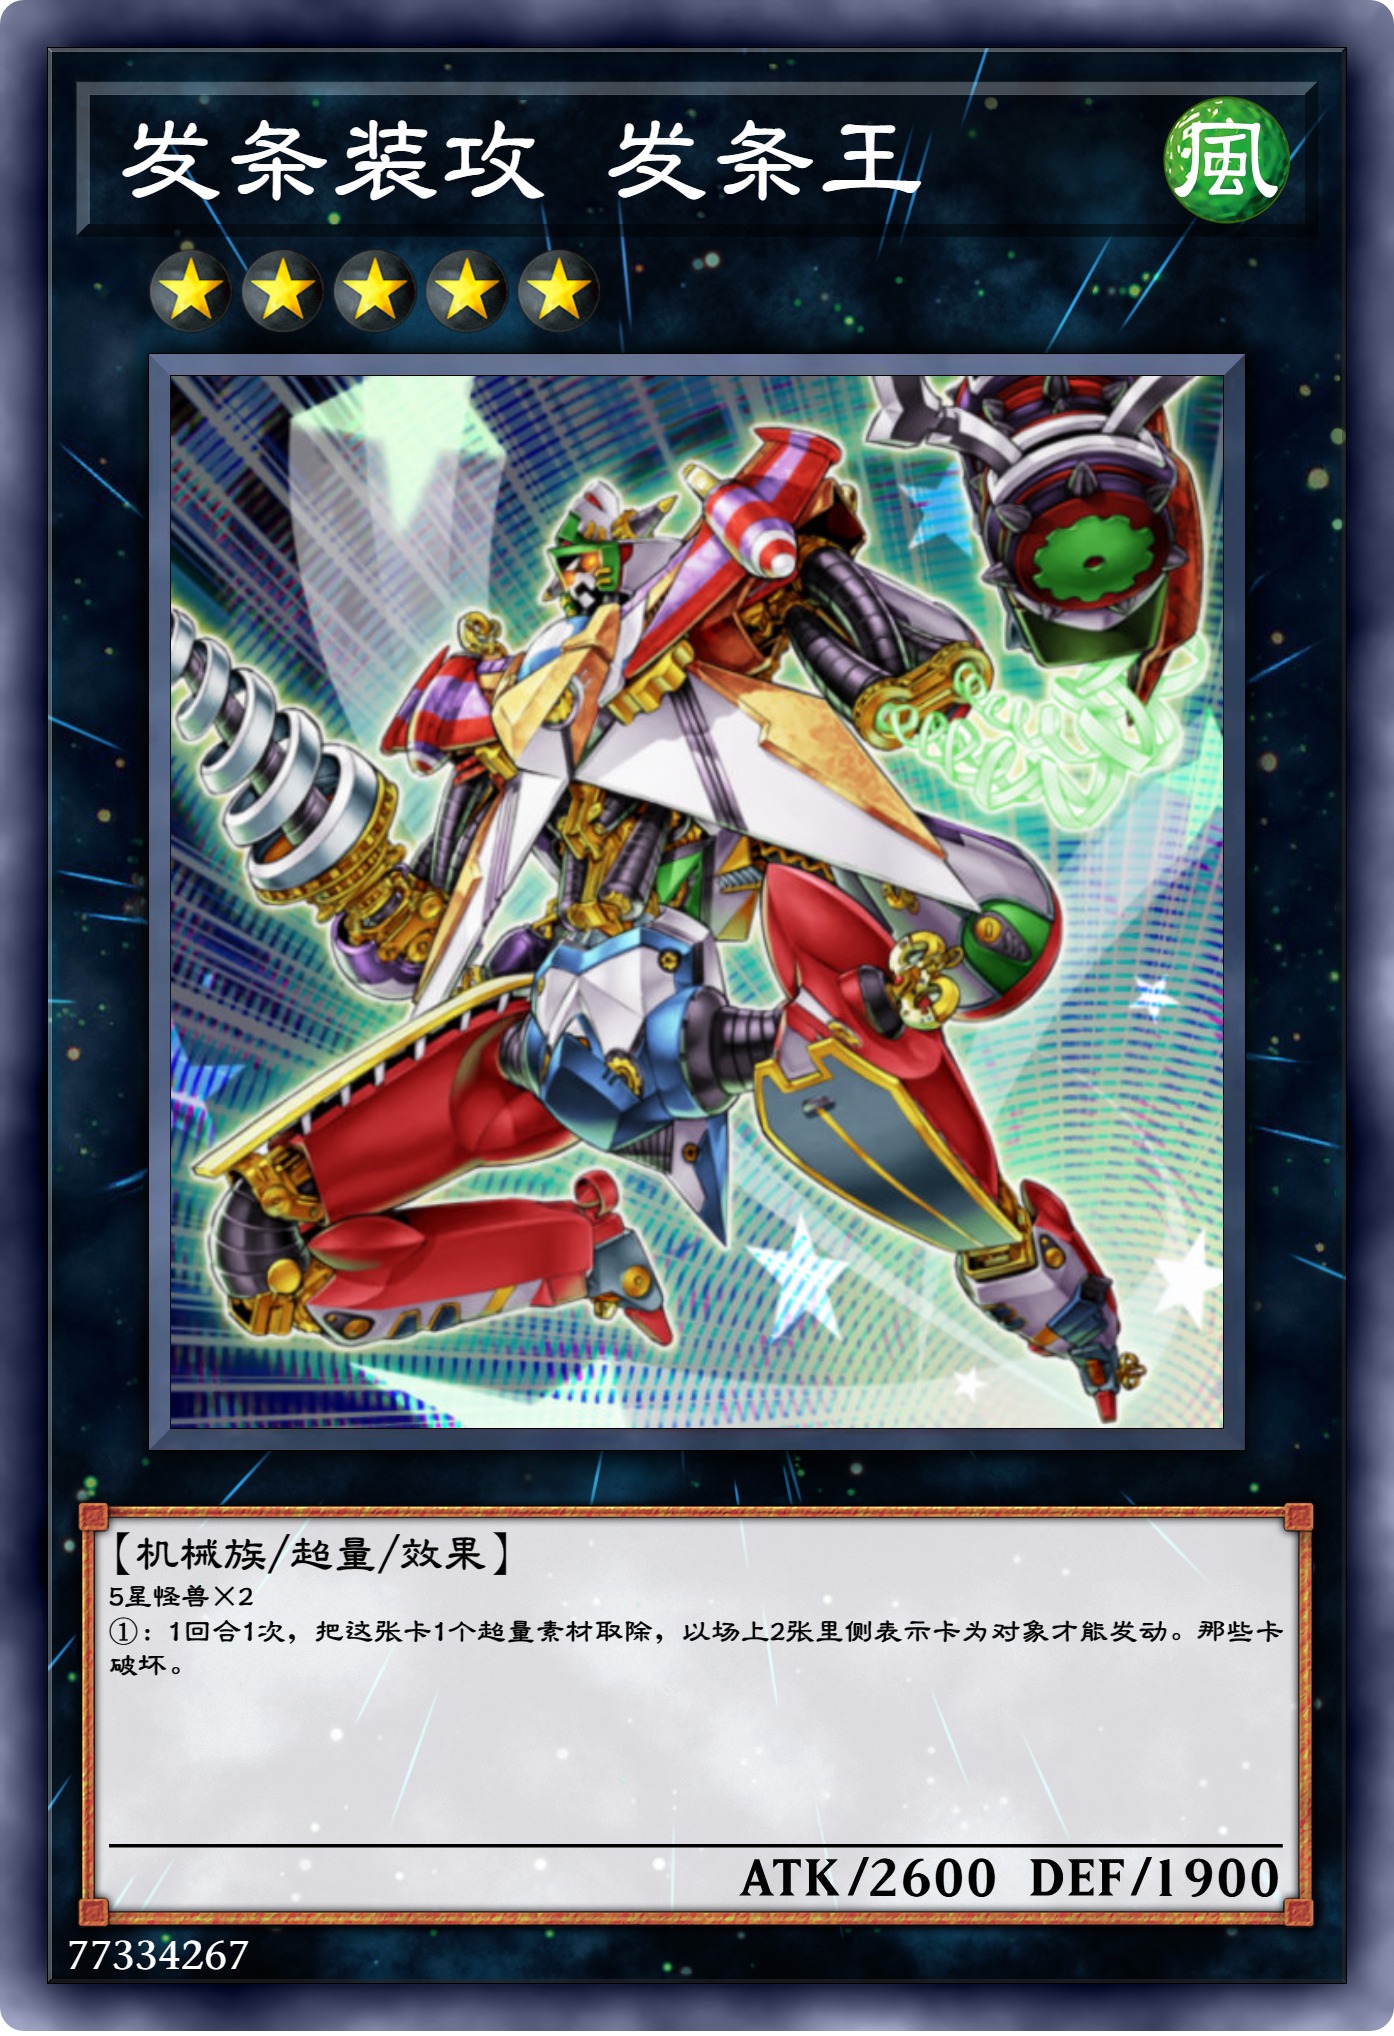 发条装攻 发条王
風
【机械族/超量/效果】
5星怪兽×2
①：1回合1次，把这张卡1个超量素材取除，以场上2张里侧表示卡为对象才能发动。那些卡
破坏。
ATK/2600 DEF/1900
77334267